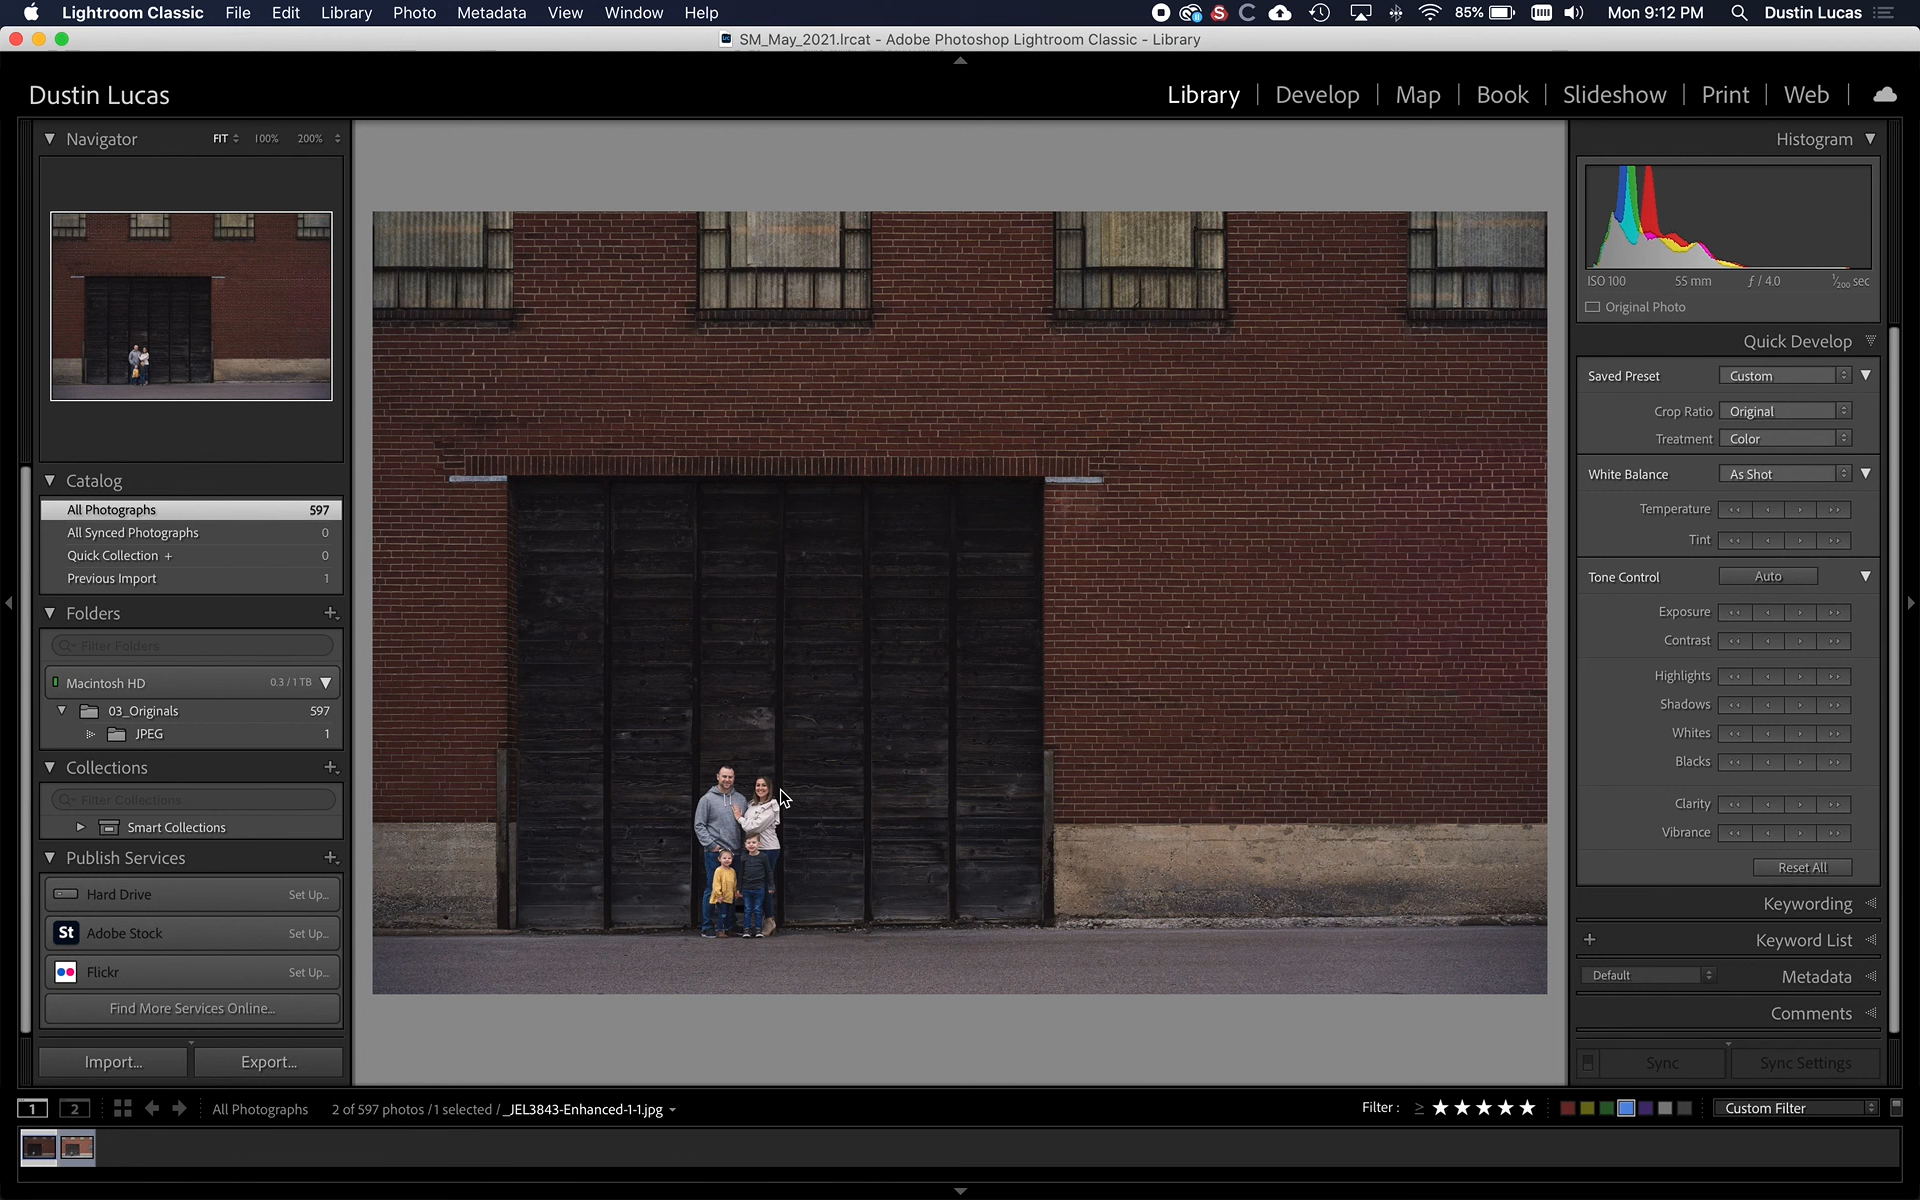 Lightroom Classic File Edit Library Photo Metadata View Window Help 85% Mon 9:12 PM Dustin Lucas
SM_May_2021.lrcat - Adobe Photoshop Lightroom Classic - Library
Dustin Lucas
Library | Develop | Map | Book | Slideshow | Print | Web |
Navigator FIT 100% 200%
Catalog
All Photographs 597
All Synced Photographs 0
Quick Collection + 0
Previous Import 1
Folders
Filter Folders
Macintosh HD 0.3 / 1 TB
03_Originals 597
JPEG 1
Collections
Filter Collections
Smart Collections
Publish Services
Hard Drive Set Up...
St Adobe Stock Set Up...
Flickr Set Up...
Find More Services Online...
Import... Export...
Histogram
ISO 100 55 mm ƒ / 4.0 1/200 sec
Original Photo
Quick Develop
Saved Preset Custom
Crop Ratio Original
Treatment Color
White Balance As Shot
Temperature
Tint
Tone Control Auto
Exposure
Contrast
Highlights
Shadows
Whites
Blacks
Clarity
Vibrance
Reset All
Keywording
Keyword List
Default Metadata
Comments
Sync Sync Settings
1 2 All Photographs 2 of 597 photos / 1 selected / _JEL3843-Enhanced-1-1.jpg Filter : ≥ ★★★★★ Custom Filter